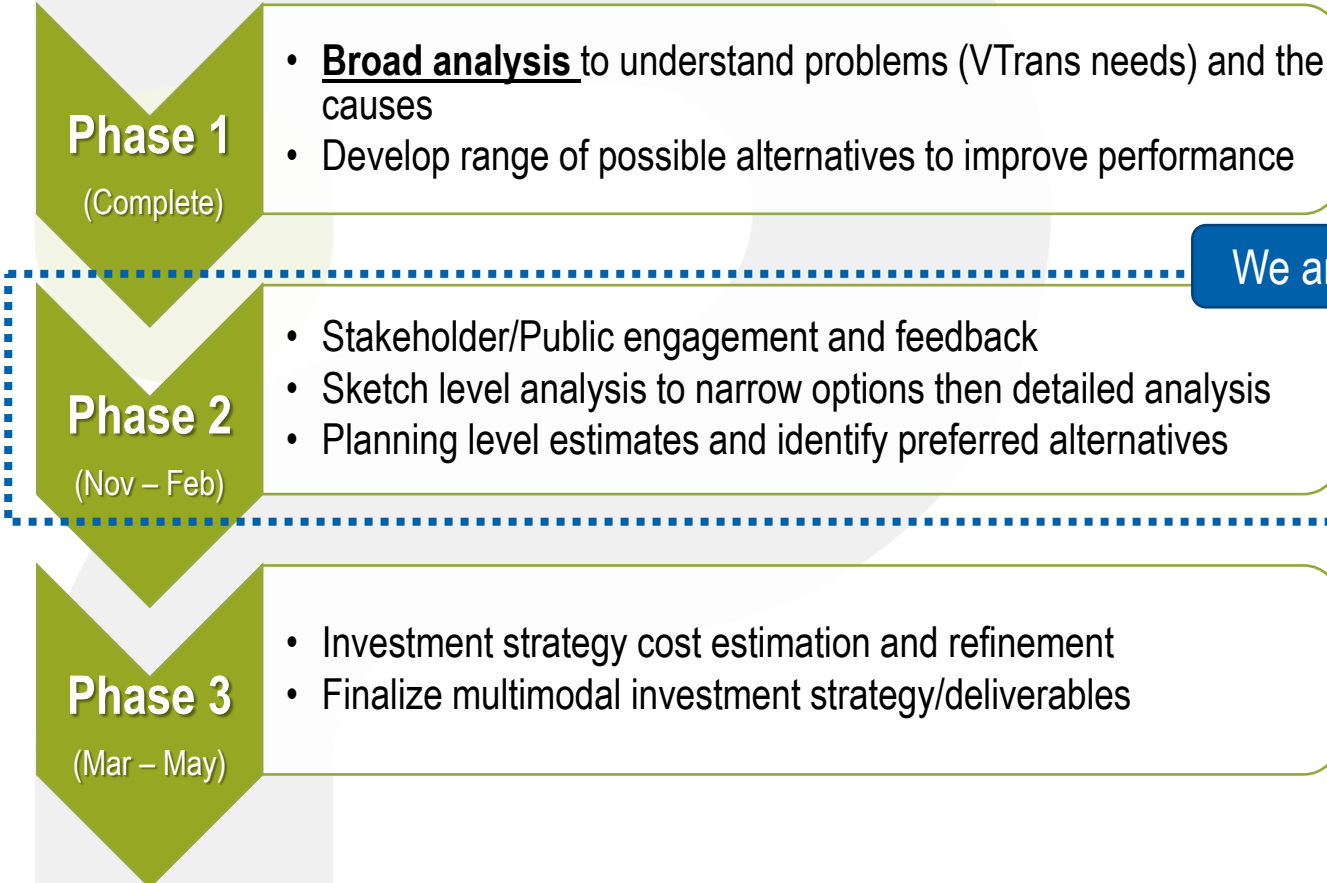 Phase 1
(Complete)
• Broad analysis to understand problems (VTrans needs) and the
causes
• Develop range of possible alternatives to improve performance
We
Phase 2
(Nov – Feb)
• Stakeholder/Public engagement and feedback
• Sketch level analysis to narrow options then detailed analysis
• Planning level estimates and identify preferred alternatives
Phase 3
(Mar – May)
• Investment strategy cost estimation and refinement
• Finalize multimodal investment strategy/deliverables